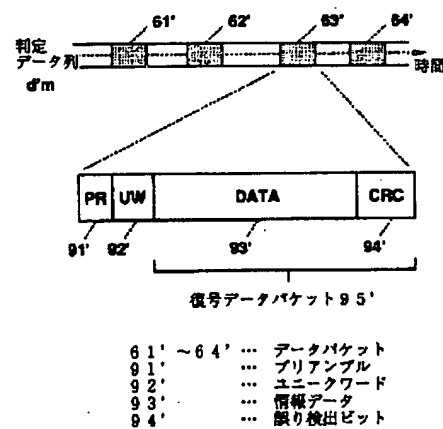 61' 62' 63' 64'
判定
データ列
d'm
時間
PR UW DATA CRC
91' 92' 93' 94'
復号データパケット95'
61'~64' … データパケット
91' … プリアンブル
92' … ユニークワード
93' … 情報データ
94' …誤り検出ビット